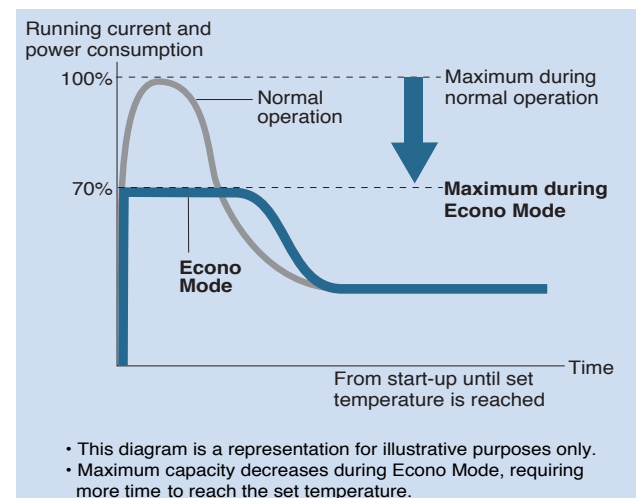 Running current and
power consumption
100%
Maximum during
normal operation
Normal
operation
70%
Maximum during
Econo Mode
Econo
Mode
Time
From start-up until set
temperature is reached
• This diagram is a representation for illustrative purposes only.
• Maximum capacity decreases during Econo Mode, requiring
more time to reach the set temperature.